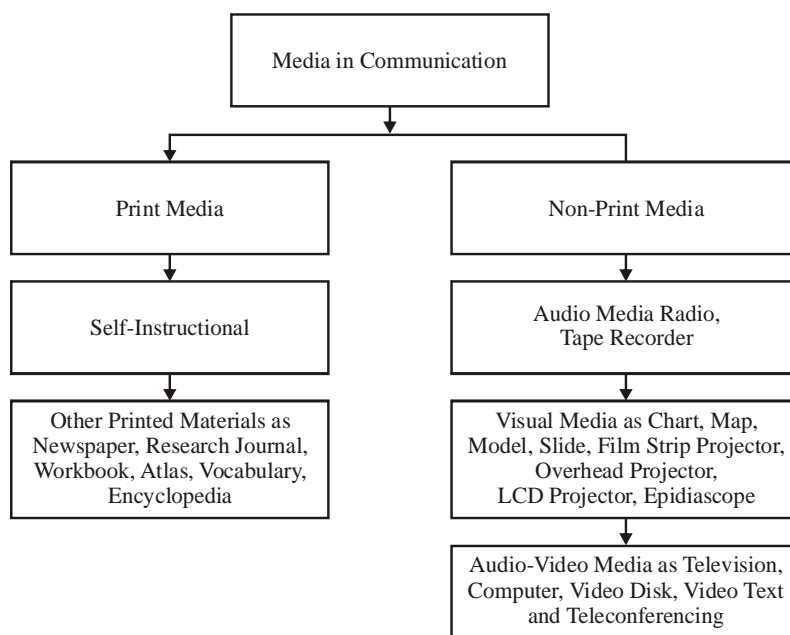 Media in Communication
Print Media
Non-Print Media
Self-Instructional
Audio Media Radio,
Tape Recorder
Other Printed Materials as
Newspaper, Research Journal,
Workbook, Atlas, Vocabulary,
Encyclopedia
Visual Media as Chart, Map,
Model, Slide, Film Strip Projector,
Overhead Projector,
LCD Projector, Epidiascope
Audio-Video Media as Television,
Computer, Video Disk, Video Text
and Teleconferencing